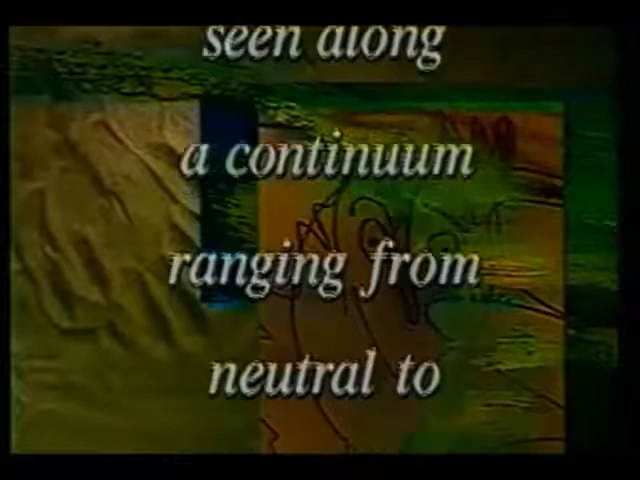 seen along
a continuum
ranging from
neutral to